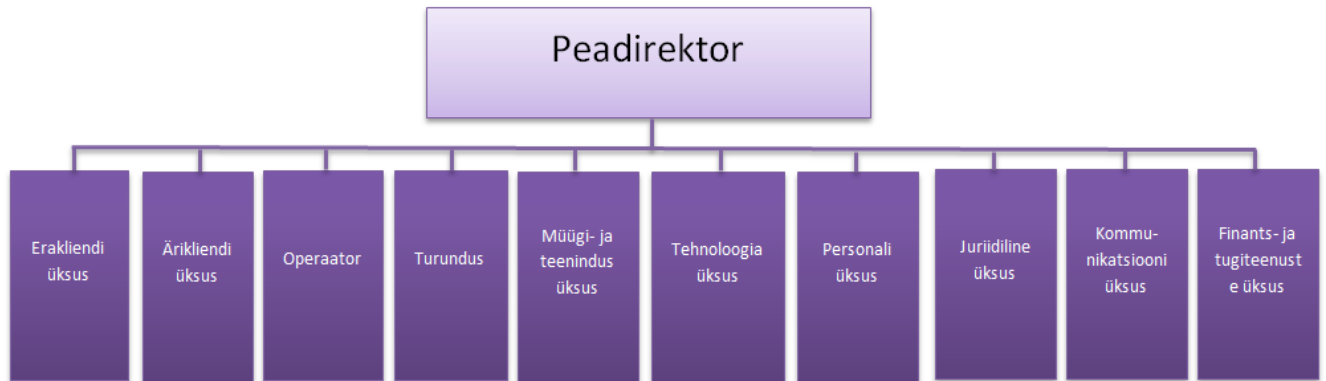 Peadirektor
Erakliendi
üksus
Ärikliendi
üksus
Operaator
Turundus
Müügi- ja
teenindus
üksus
Tehnoloogia
üksus
Personali
üksus
Juriidiline
üksus
Kommu-
nikatsiooni
üksus
Finants- ja
tugiteenust
e üksus